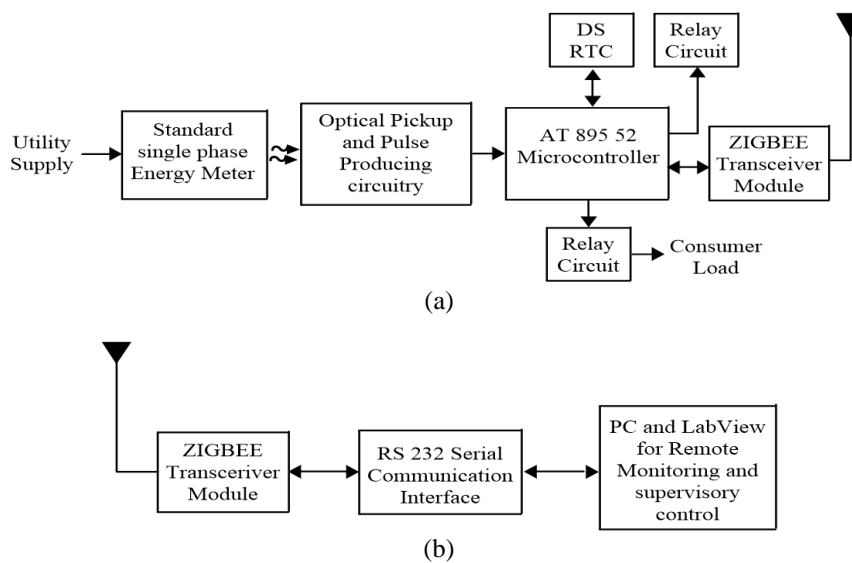 DS
RTC
Relay
Circuit
Utility
Supply
Standard
single phase
Energy Meter
Optical Pickup
and Pulse
Producing
circuitry
AT 895 52
Microcontroller
ZIGBEE
Transceiver
Module
Relay
Circuit
Consumer
Load
(a)
ZIGBEE
Transceriver
Module
RS 232 Serial
Communication
Interface
PC and LabView
for Remote
Monitoring and
supervisory
control
(b)